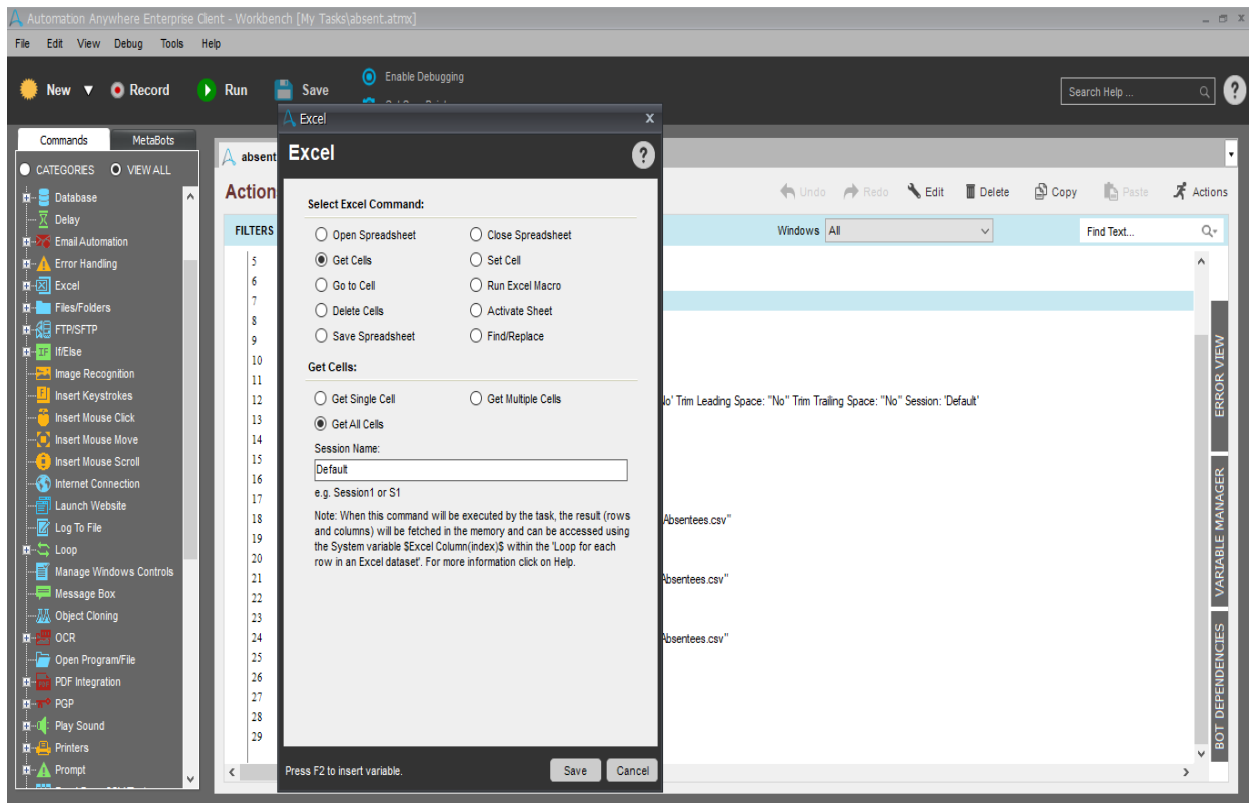 Automation Anywhere Enterprise Client - Workbench [My Tasks\absent.atmx]
File Edit View Debug Tools Help
New Record Run Save Enable Debugging
Search Help ...
Commands MetaBots
CATEGORIES VIEW ALL
Database
Delay
Email Automation
Error Handling
Excel
Files/Folders
FTP/SFTP
If/Else
Image Recognition
Insert Keystrokes
Insert Mouse Click
Insert Mouse Move
Insert Mouse Scroll
Internet Connection
Launch Website
Log To File
Loop
Manage Windows Controls
Message Box
Object Cloning
OCR
Open Program/File
PDF Integration
PGP
Play Sound
Printers
Prompt
absent
Action
Undo Redo Edit Delete Copy Paste Actions
FILTERS
Windows All
Find Text...
5
6
7
8
9
10
11
12
13
14
15
16
17
18
19
20
21
22
23
24
25
26
27
28
29
No' Trim Leading Space: "No" Trim Trailing Space: "No" Session: 'Default'
Absentees.csv"
Absentees.csv"
Absentees.csv"
Excel
Excel
Select Excel Command:
Open Spreadsheet Close Spreadsheet
Get Cells Set Cell
Go to Cell Run Excel Macro
Delete Cells Activate Sheet
Save Spreadsheet Find/Replace
Get Cells:
Get Single Cell Get Multiple Cells
Get All Cells
Session Name:
Default
e.g. Session1 or S1
Note: When this command will be executed by the task, the result (rows
and columns) will be fetched in the memory and can be accessed using
the System variable $Excel Column(index)$ within the 'Loop for each
row in an Excel dataset'. For more information click on Help.
Press F2 to insert variable.
Save Cancel
ERROR VIEW
VARIABLE MANAGER
BOT DEPENDENCIES